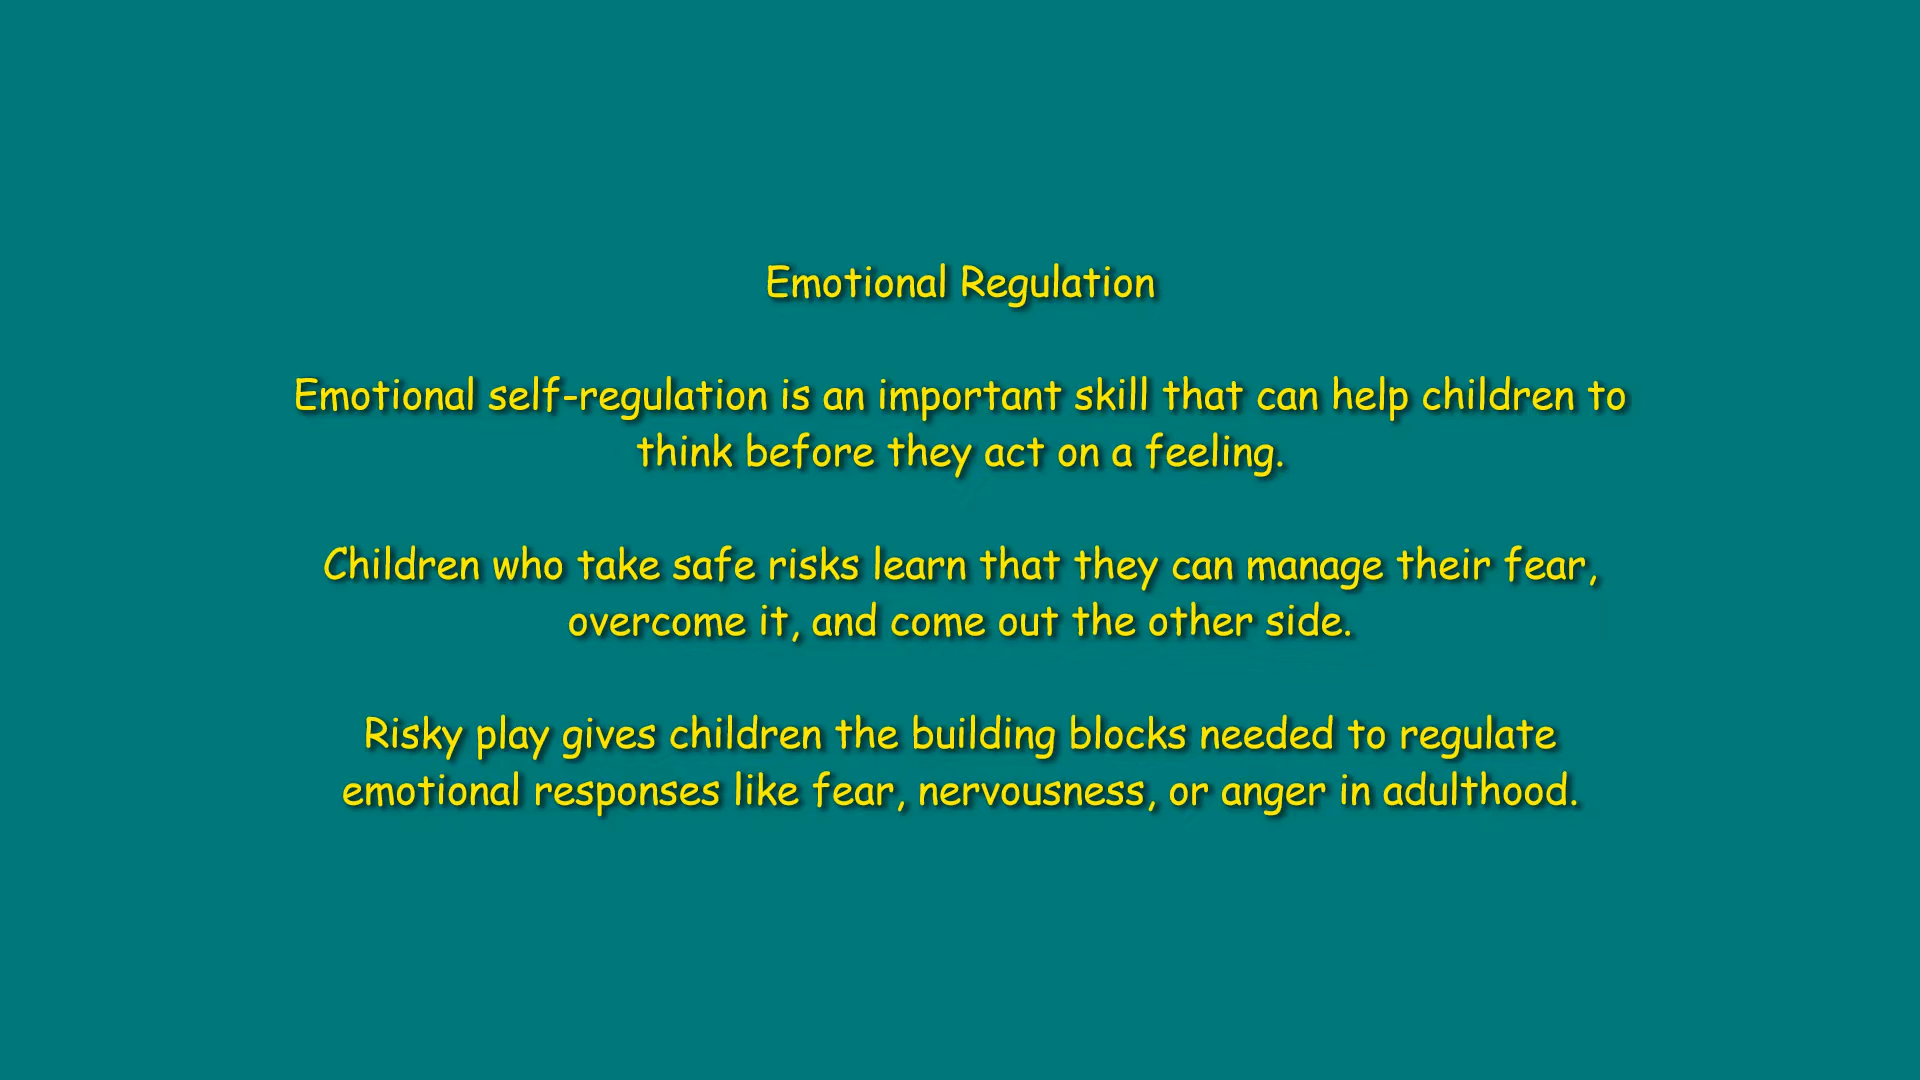 Emotional Regulation
Emotional self-regulation is an important skill that can help children to
think before they act on a feeling.
Children who take safe risks learn that they can manage their fear,
overcome it, and come out the other side.
Risky play gives children the building blocks needed to regulate
emotional responses like fear, nervousness, or anger in adulthood.